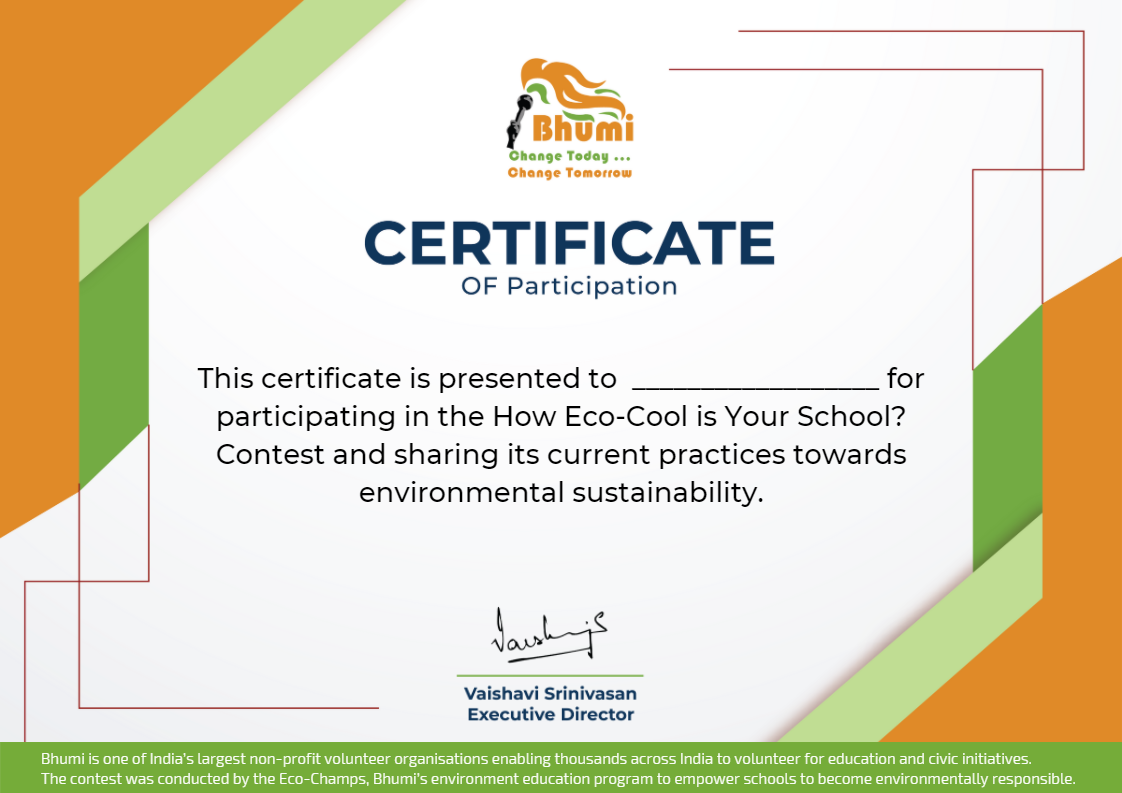 Bhumi
Change Today ...
Change Tomorrow
CERTIFICATE
OF Participation
This certificate is presented to __________________ for
participating in the How Eco-Cool is Your School?
Contest and sharing its current practices towards
environmental sustainability.
VaishnviS
Vaishavi Srinivasan
Executive Director
Bhumi is one of India's largest non-profit volunteer organisations enabling thousands across India to volunteer for education and civic initiatives.
The contest was conducted by the Eco-Champs, Bhumi's environment education program to empower schools to become environmentally responsible.